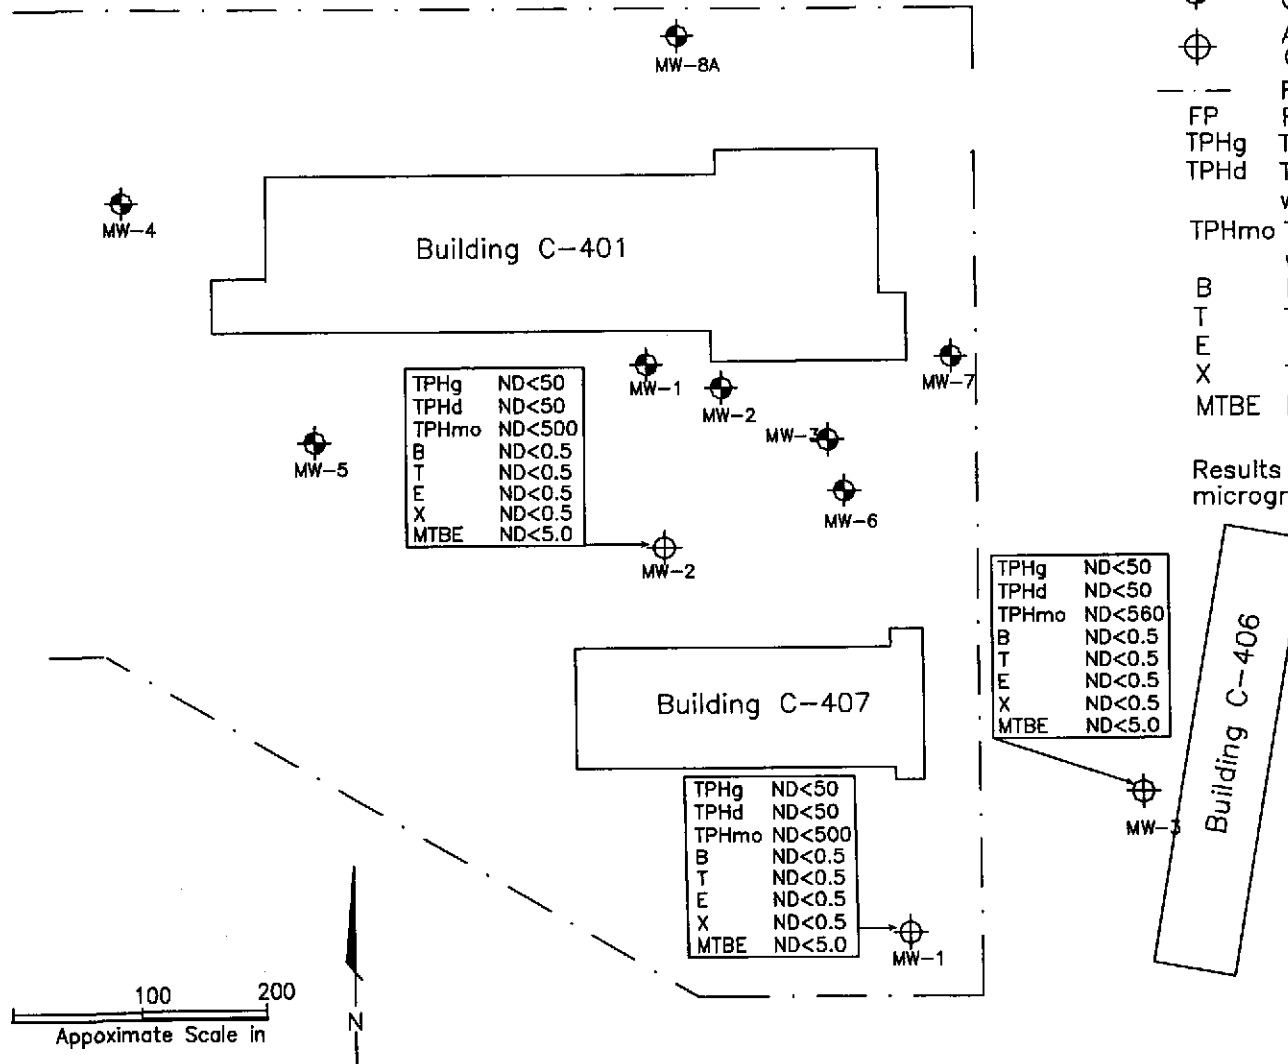 MW-8A
FP
TPHg
TPHd
TPHmo
B
T
E
X
MTBE
Results
MW-4
Building C-401
MW-1
MW-2
MW-7
MW-3
MW-5
MW-6
TPHg ND<50
TPHd ND<50
TPHmo ND<500
B ND<0.5
T ND<0.5
E ND<0.5
X ND<0.5
MTBE ND<5.0
MW-2
TPHg ND<50
TPHd ND<50
TPHmo ND<560
B ND<0.5
T ND<0.5
E ND<0.5
X ND<0.5
MTBE ND<5.0
MW-3
Building C-406
Building C-407
TPHg ND<50
TPHd ND<50
TPHmo ND<500
B ND<0.5
T ND<0.5
E ND<0.5
X ND<0.5
MTBE ND<5.0
MW-1
100 200
Appoximate Scale in
N